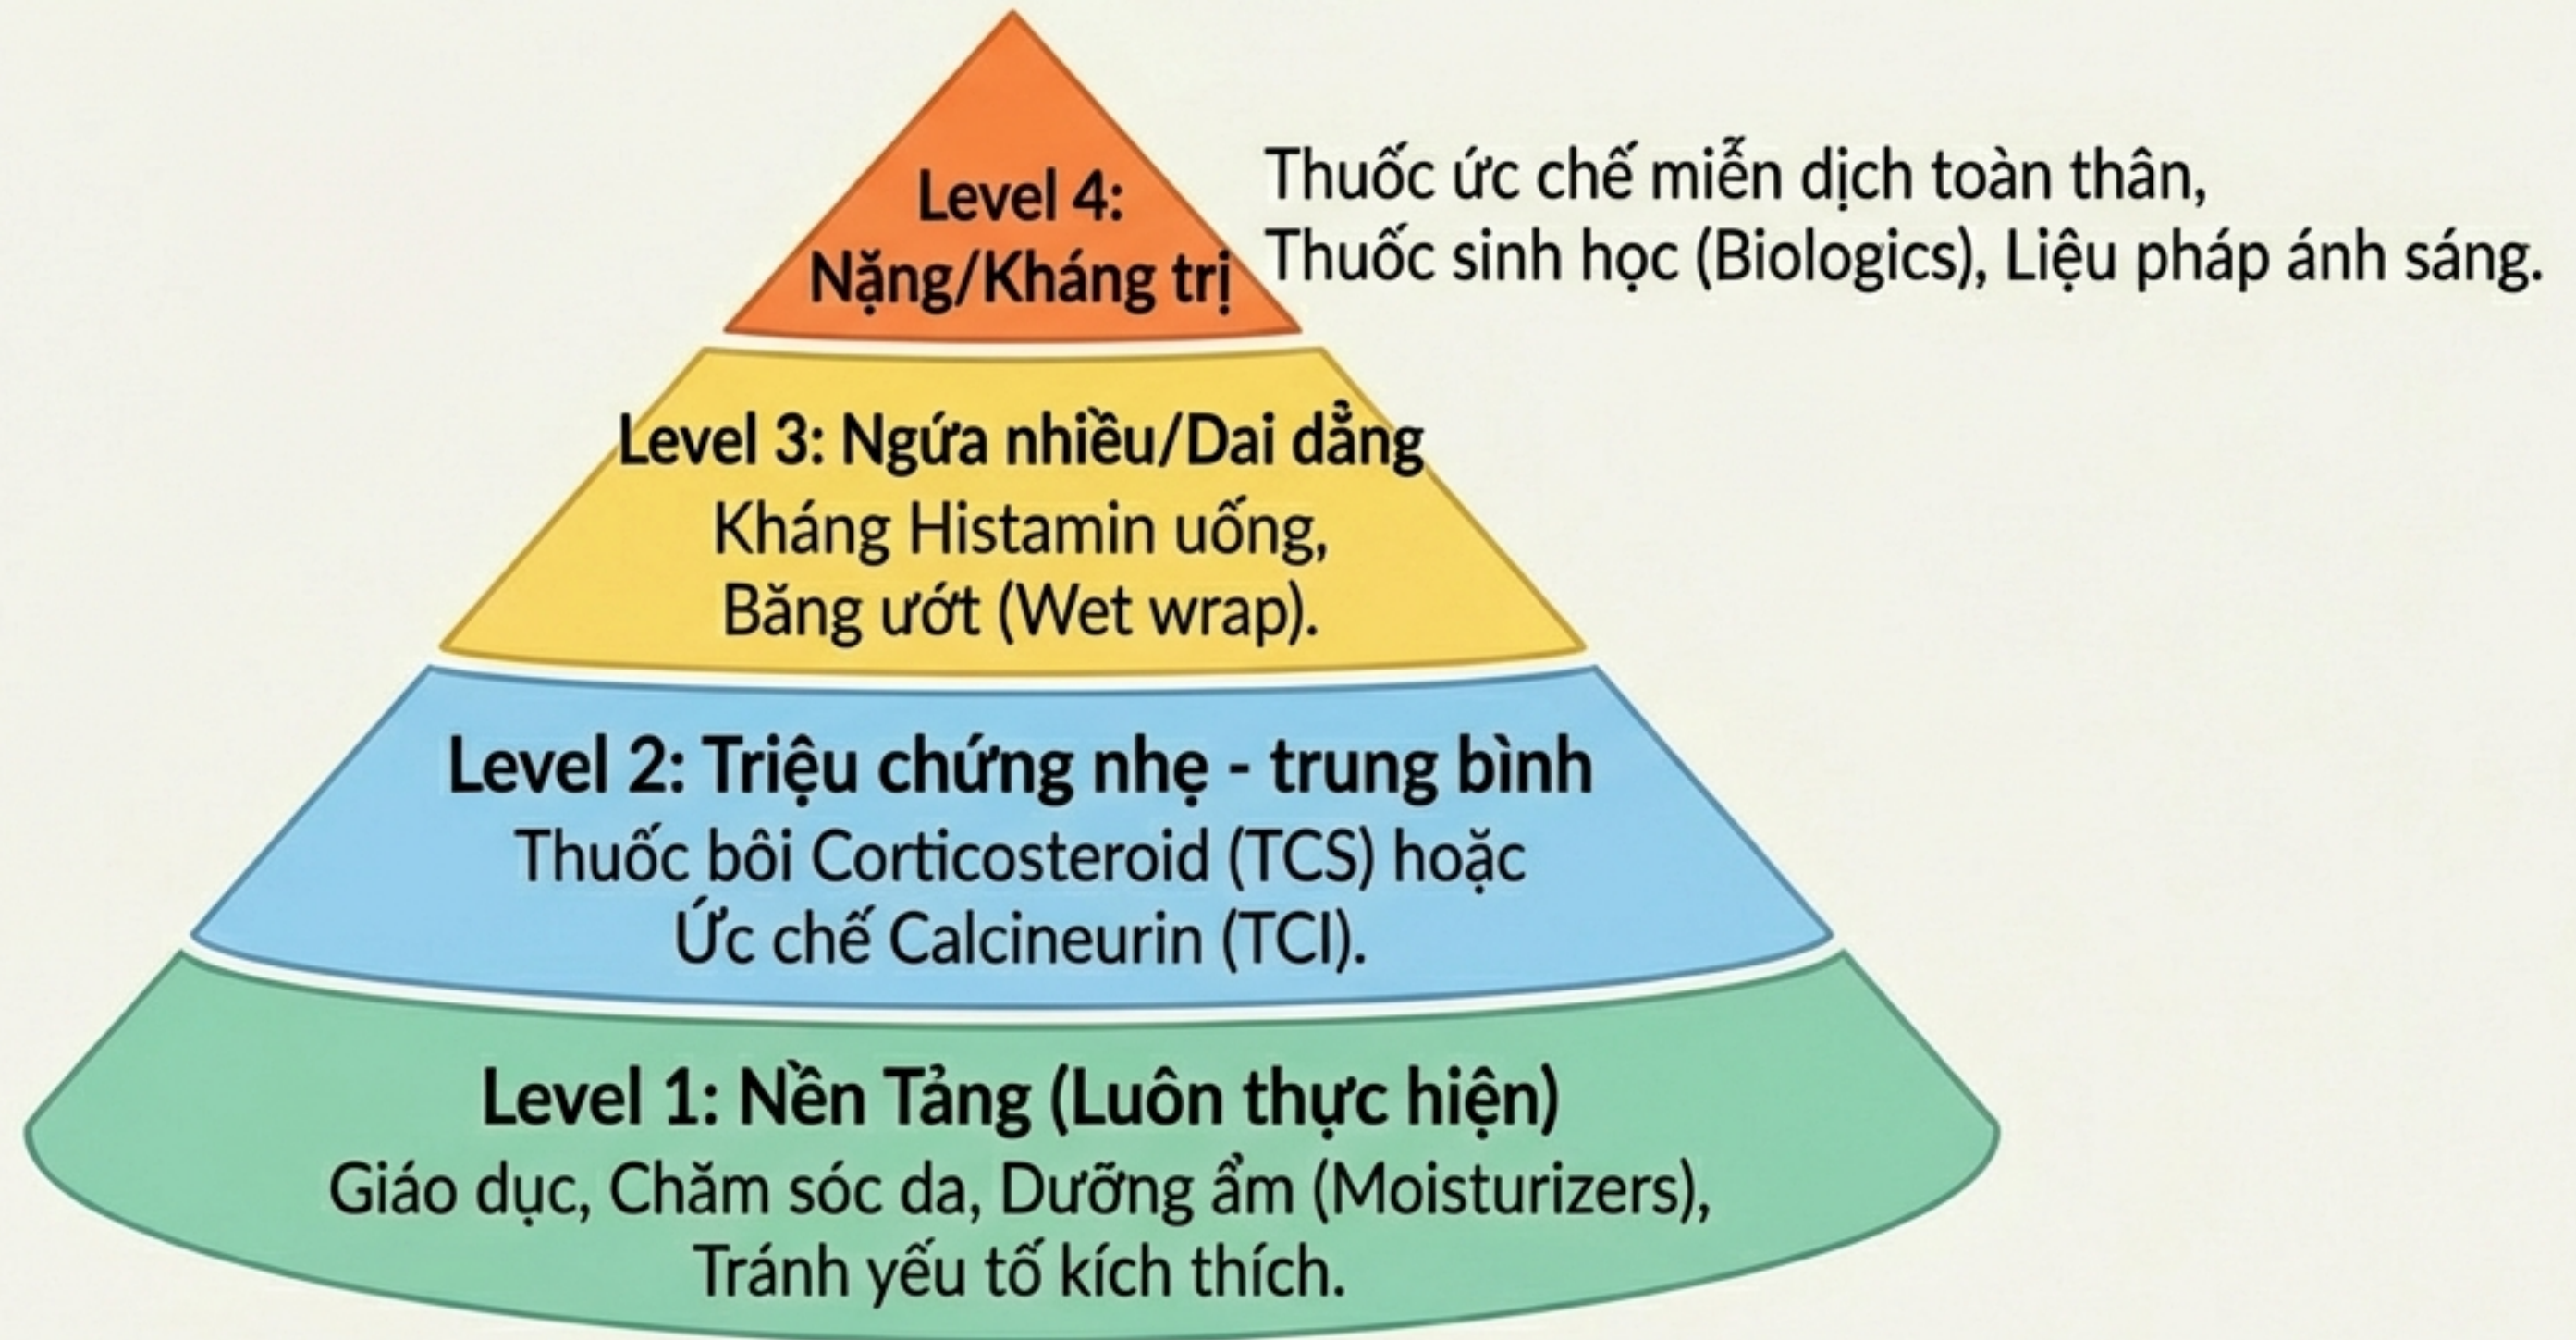 Level 4:
Nặng/Kháng trị
Thuốc ức chế miễn dịch toàn thân,
Thuốc sinh học (Biologics), Liệu pháp ánh sáng.
Level 3: Ngứa nhiều/Dai dẳng
Kháng Histamin uống,
Băng ướt (Wet wrap).
Level 2: Triệu chứng nhẹ - trung bình
Thuốc bôi Corticosteroid (TCS) hoặc
Ức chế Calcineurin (TCI).
Level 1: Nền Tảng (Luôn thực hiện)
Giáo dục, Chăm sóc da, Dưỡng ẩm (Moisturizers),
Tránh yếu tố kích thích.